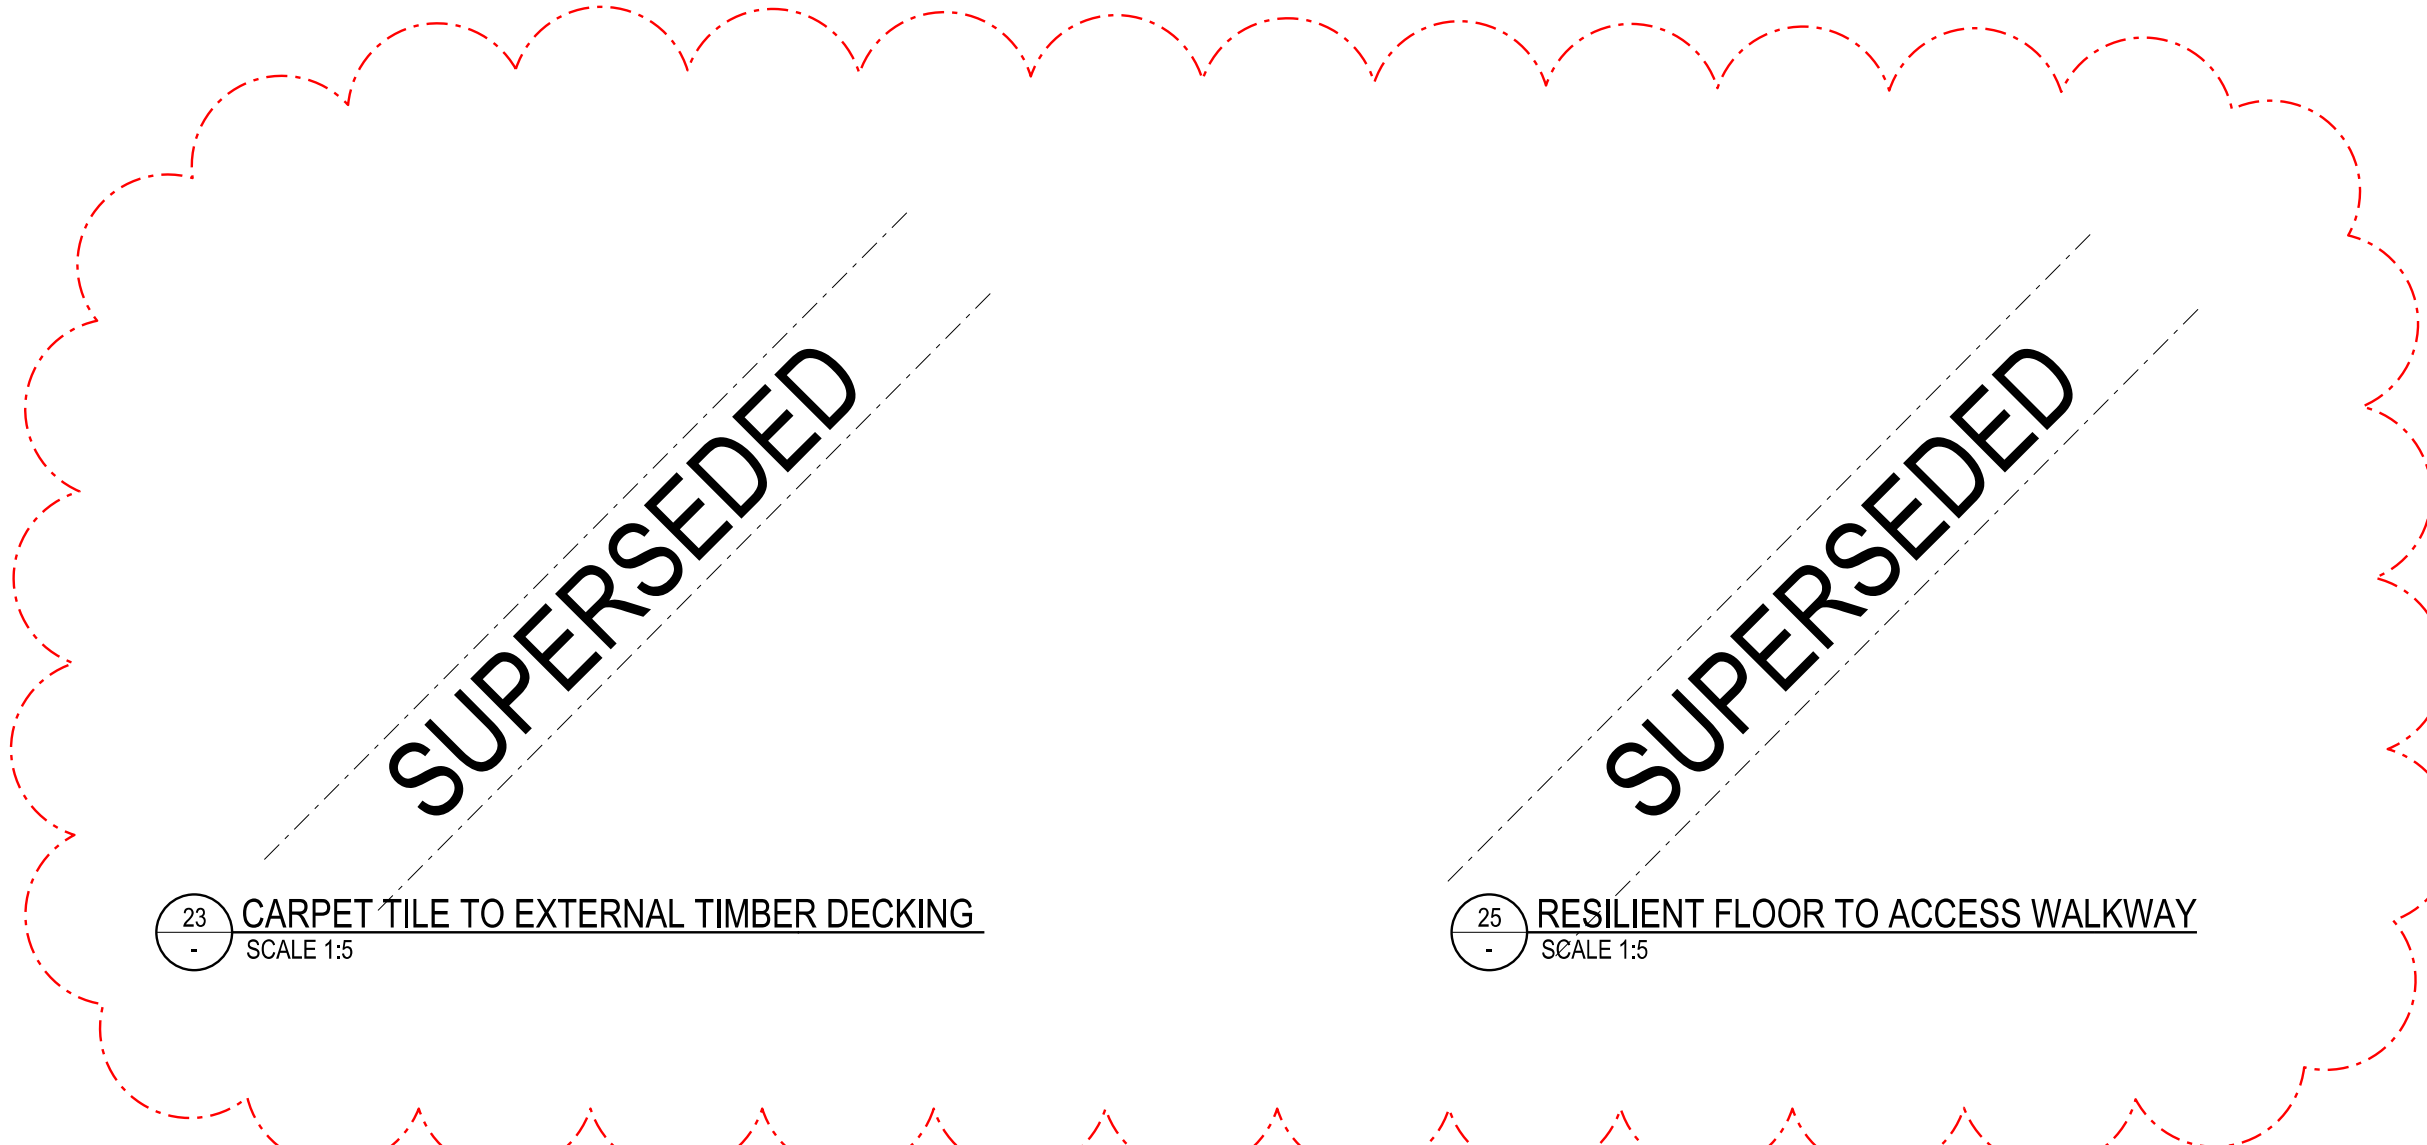 SUPERSEDED
SUPERSEDED
23
-
CARPET TILE TO EXTERNAL TIMBER DECKING
SCALE 1:5
25
-
RESILIENT FLOOR TO ACCESS WALKWAY
SCALE 1:5